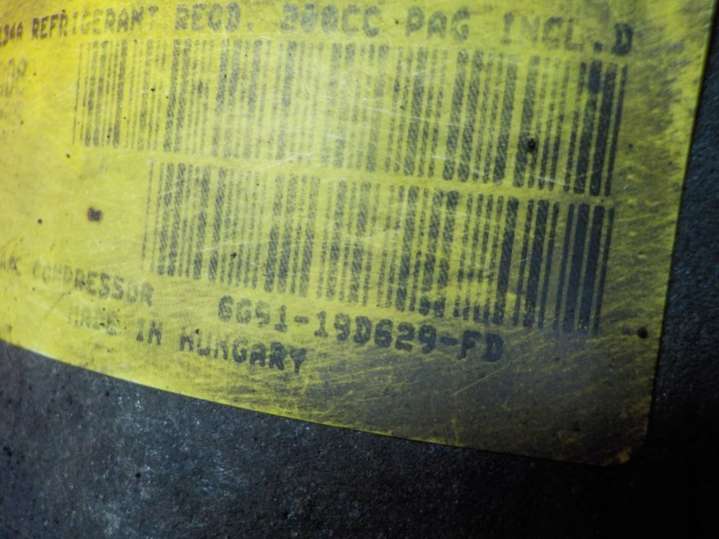 REFRIGERANT REQD. 200CC PAG INCL.D
COMPRESSOR 6G91-19D629-FD
MADE IN HUNGARY